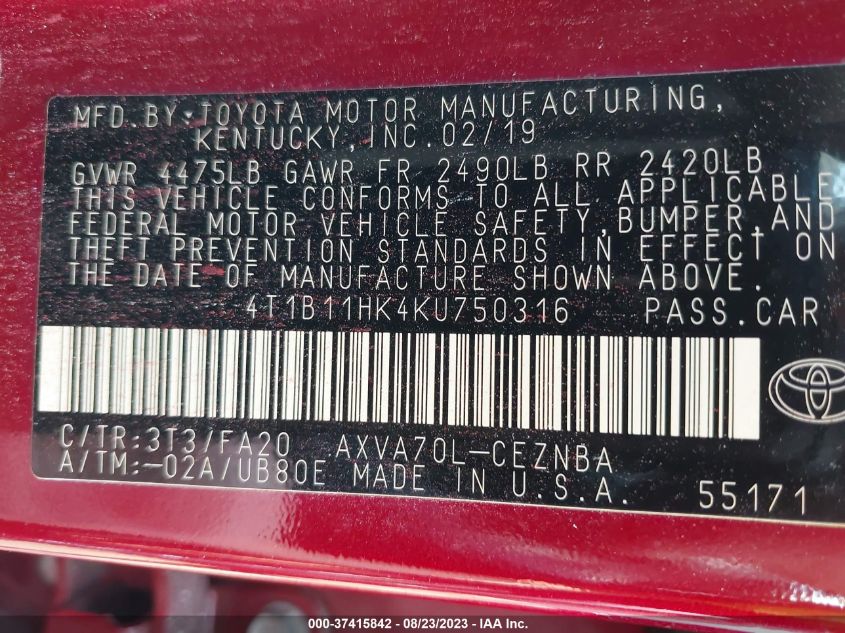 MFD.BY:TOYOTA MOTOR MANUFACTURING,
KENTUCKY,INC.02/19
GVWR 4475LB GAWR FR 2490LB RR 2420LB
THIS VEHICLE CONFORMS TO ALL APPLICABLE
FEDERAL MOTOR VEHICLE SAFETY,BUMPER,AND
THEFT PREVENTION STANDARDS IN EFFECT ON
THE DATE OF MANUFACTURE SHOWN ABOVE.
4T1B11HK4KU750316 PASS.CAR
C/TR:3T3/FA20 AXVA70L-CEZNBA
A/TM:-02A/UB80E MADE IN U.S.A. 55171
000-37415842 - 08/23/2023 - IAA Inc.